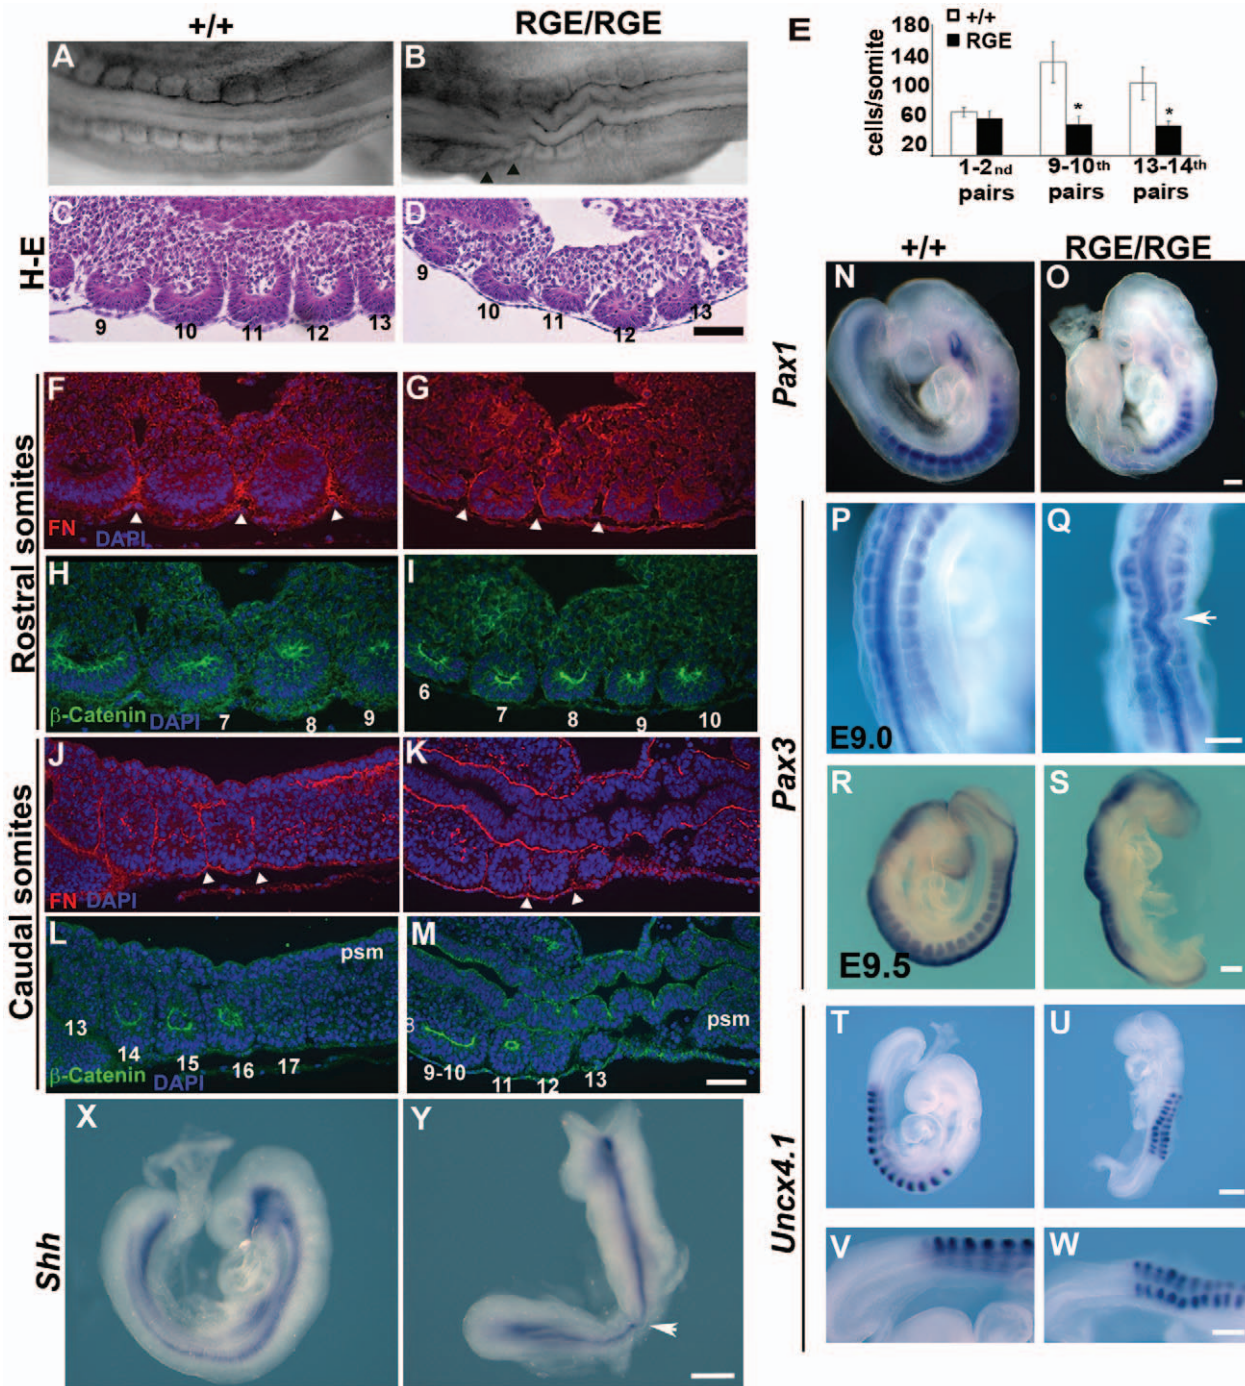 +/+
RGE/RGE
A
B
H-E
C
9
10
11
12
13
D
9
10
11
12
13
E
cells/somite
180
140
100
60
20
+/+
RGE
*
*
1-2nd pairs
9-10th pairs
13-14th pairs
Rostral somites
F
FN DAPI
G
H
β-Catenin DAPI
7
8
9
I
6
7
8
9
10
Caudal somites
J
FN DAPI
K
L
psm
13
14
15
16
17
β-Catenin DAPI
M
psm
8
9-10
11
12
13
+/+
RGE/RGE
Pax1
N
O
Pax3
P
E9.0
Q
R
E9.5
S
Uncx4.1
T
U
V
W
Shh
X
Y